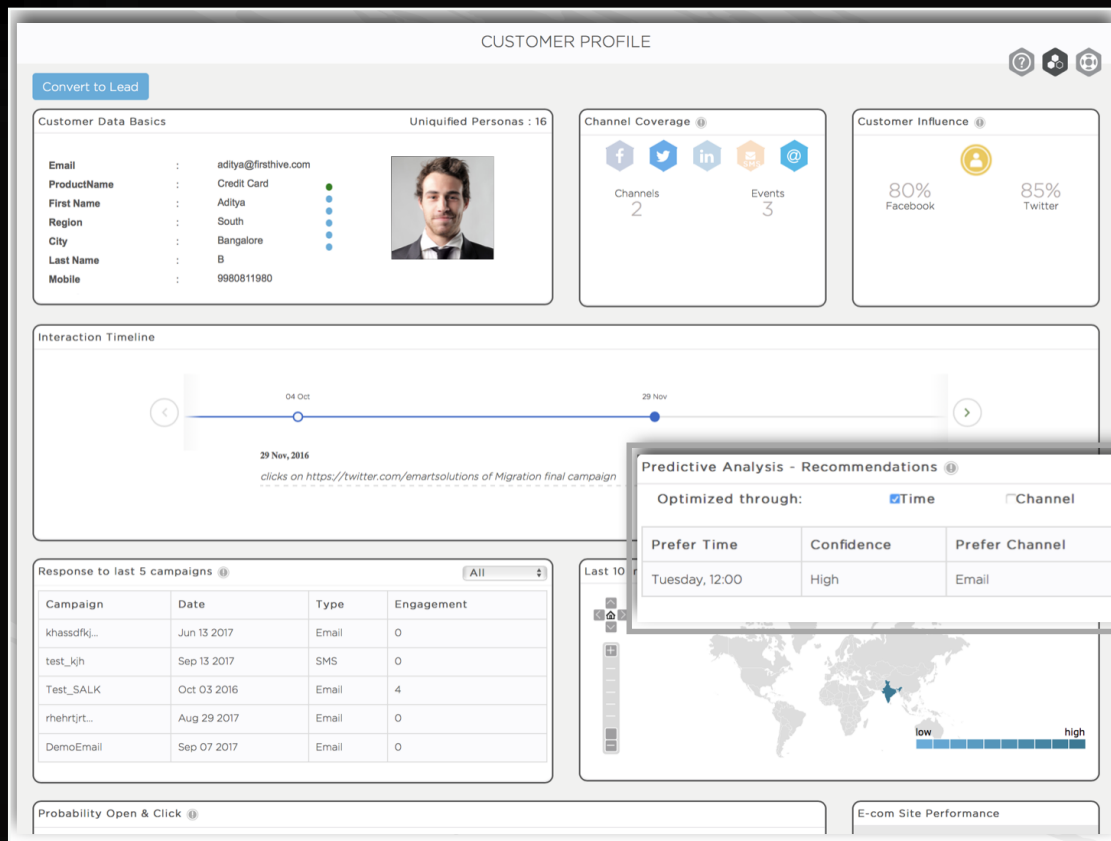 CUSTOMER PROFILE
?
Convert to Lead
Customer Data Basics Uniquified Personas : 16
Email : aditya@firsthive.com
ProductName : Credit Card
First Name : Aditya
Region : South
City : Bangalore
Last Name : B
Mobile : 9980811980
Channel Coverage
f in SMS @
Channels Events
2 3
Customer Influence
80% 85%
Facebook Twitter
Interaction Timeline
04 Oct 29 Nov
29 Nov, 2016
clicks on https://twitter.com/emartsolutions of Migration final campaign
Predictive Analysis - Recommendations
Optimized through: Time Channel
Prefer Time Confidence Prefer Channel
Tuesday, 12:00 High Email
Response to last 5 campaigns All
Campaign Date Type Engagement
khassdfkj... Jun 13 2017 Email 0
test_kjh Sep 13 2017 SMS 0
Test_SALK Oct 03 2016 Email 4
rhehrtjrt... Aug 29 2017 Email 0
DemoEmail Sep 07 2017 Email 0
Last 10
low high
Probability Open & Click
E-com Site Performance